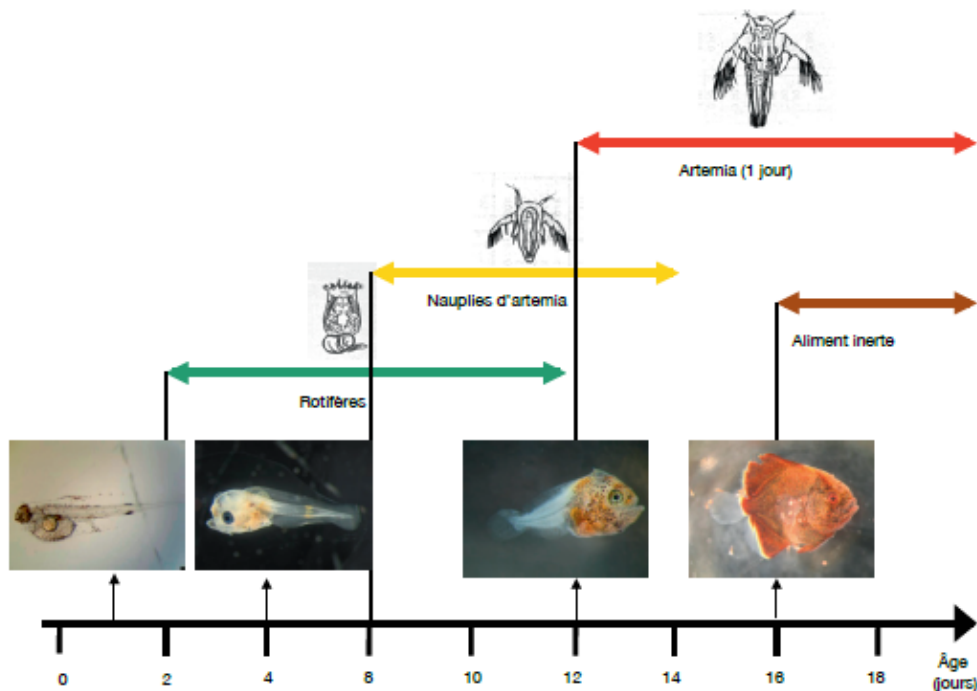 Artemia (1 jour)
Nauplies d'artemia
Aliment inerte
Rotifères
0 2 4 8 10 12 14 16 18 Âge
(jours)